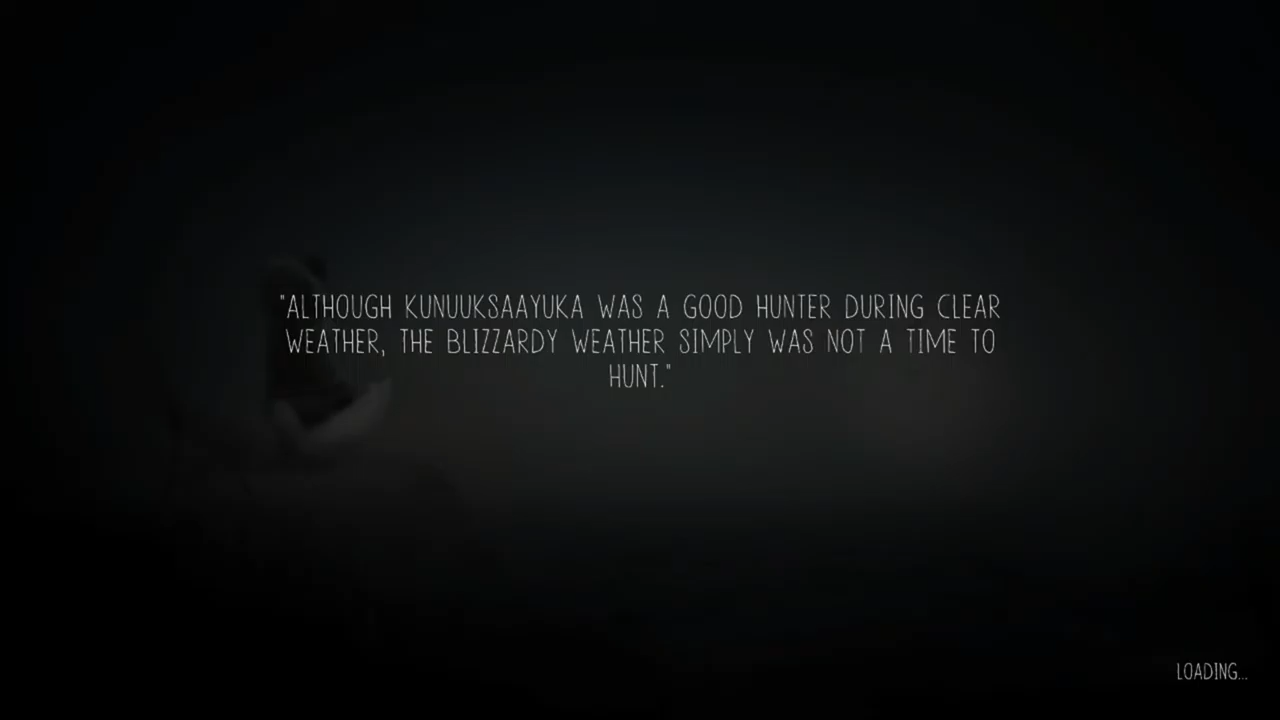 "ALTHOUGH KUNUUKSAAYUKA WAS A GOOD HUNTER DURING CLEAR
WEATHER, THE BLIZZARDY WEATHER SIMPLY WAS NOT A TIME TO
HUNT."
LOADING...